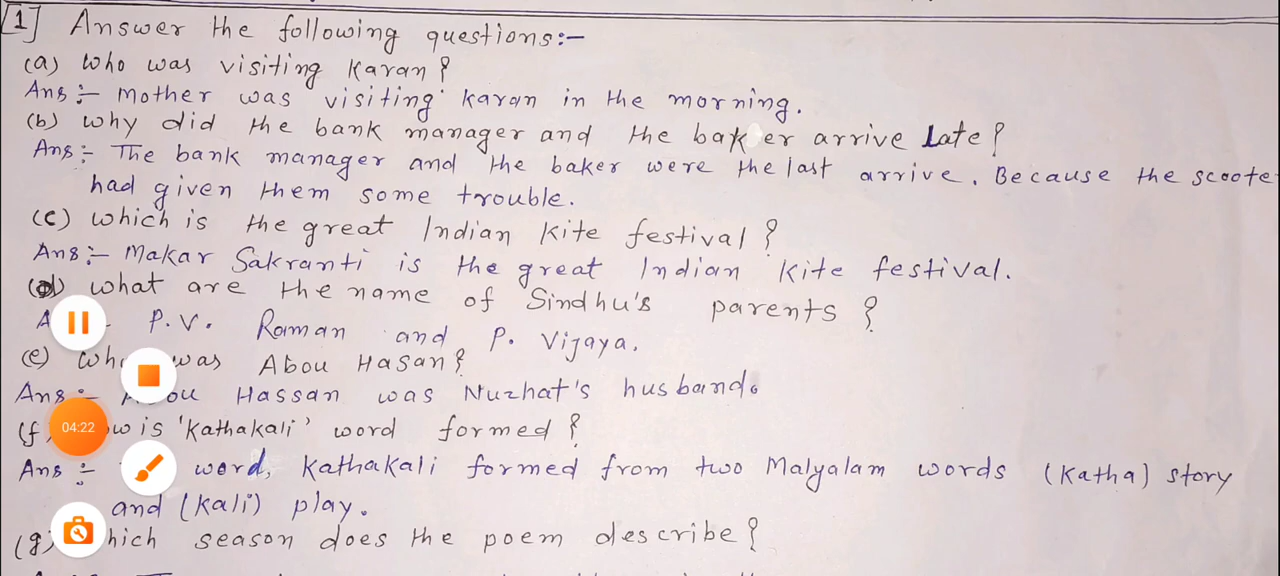 [1] Answer the following questions:-
(a) Who was visiting Karan?
Ans:- Mother was visiting Karan in the morning.
(b) Why did the bank manager and the baker arrive Late?
Ans:- The bank manager and the baker were the last arrive. Because the scoote
had given them some trouble.
(c) Which is the great Indian Kite festival?
Ans:- Makar Sakranti is the great Indian Kite festival.
(d) What are the name of Sindhu's parents?
P.V. Raman and P. Vijaya.
(e) was Abou Hasan?
Ans:- Hassan was Nuzhat's husband.
(f) is 'Kathakali' word formed?
Ans:- word, Kathakali formed from two Malyalam words (Katha) story
and (Kali) play.
(g) season does the poem describe?
04:22